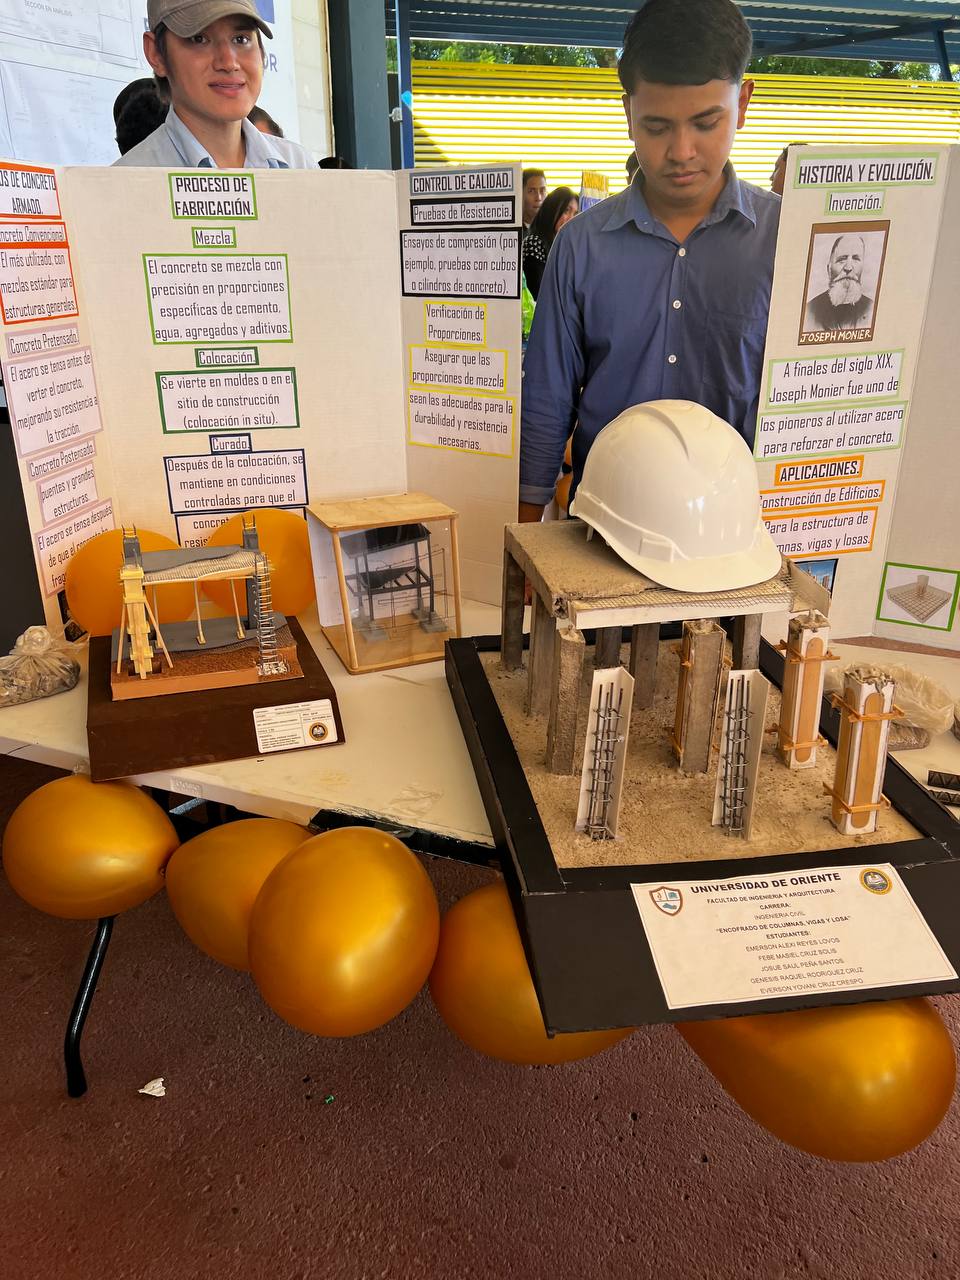 OS DE CONCRETO
ARMADO.
ncreto Convencional
El más utilizado, con
mezclas estándar para
estructuras generales.
Concreto Pretensado.
El acero se tensa antes de
verter el concreto,
mejorando su resistencia a
la tracción.
Concreto Postensado.
puentes y grandes
estructuras.
El acero se tensa después
de que el concreto ha
frag
PROCESO DE
FABRICACIÓN.
Mezcla.
El concreto se mezcla con
precisión en proporciones
específicas de cemento,
agua, agregados y aditivos.
Colocación.
Se vierte en moldes o en el
sitio de construcción
(colocación in situ).
Curado.
Después de la colocación, se
mantiene en condiciones
controladas para que el
concre
resis
CONTROL DE CALIDAD.
Pruebas de Resistencia.
Ensayos de compresión (por
ejemplo, pruebas con cubos
o cilindros de concreto).
Verificación de
Proporciones.
Asegurar que las
proporciones de mezcla
sean las adecuadas para la
durabilidad y resistencia
necesarias.
HISTORIA Y EVOLUCIÓN.
Invención.
JOSEPH MONIER
A finales del siglo XIX,
Joseph Monier fue uno de
los pioneros al utilizar acero
para reforzar el concreto.
APLICACIONES.
Construcción de Edificios.
Para la estructura de
mnas, vigas y losas.
UNIVERSIDAD DE ORIENTE
FACULTAD DE INGENIERIA Y ARQUITECTURA
CARRERA:
INGENIERIA CIVIL
"ENCOFRADO DE COLUMNAS, VIGAS Y LOSA"
ESTUDIANTES:
EMERSON ALEXI REYES LOVOS
FEBE MASIEL CRUZ SOLIS
JOSUE SAUL PEÑA SANTOS
GENESIS RAQUEL RODRIGUEZ CRUZ
EVERSON YOVANI CRUZ CRESPO